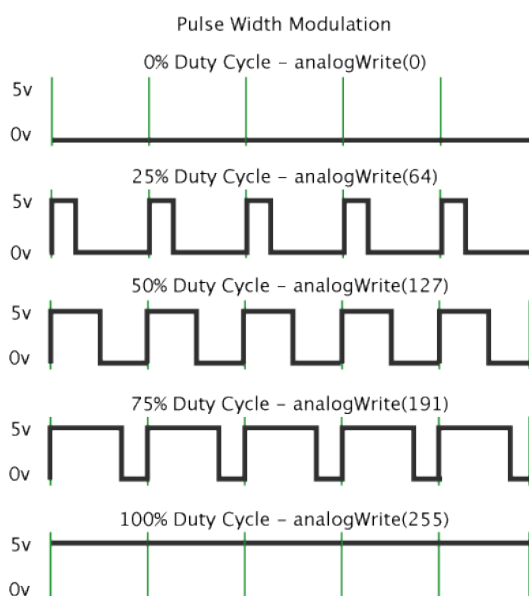 Pulse Width Modulation
0% Duty Cycle – analogWrite(0)
5v
0v
25% Duty Cycle – analogWrite(64)
5v
0v
50% Duty Cycle – analogWrite(127)
5v
0v
75% Duty Cycle – analogWrite(191)
5v
0v
100% Duty Cycle – analogWrite(255)
5v
0v